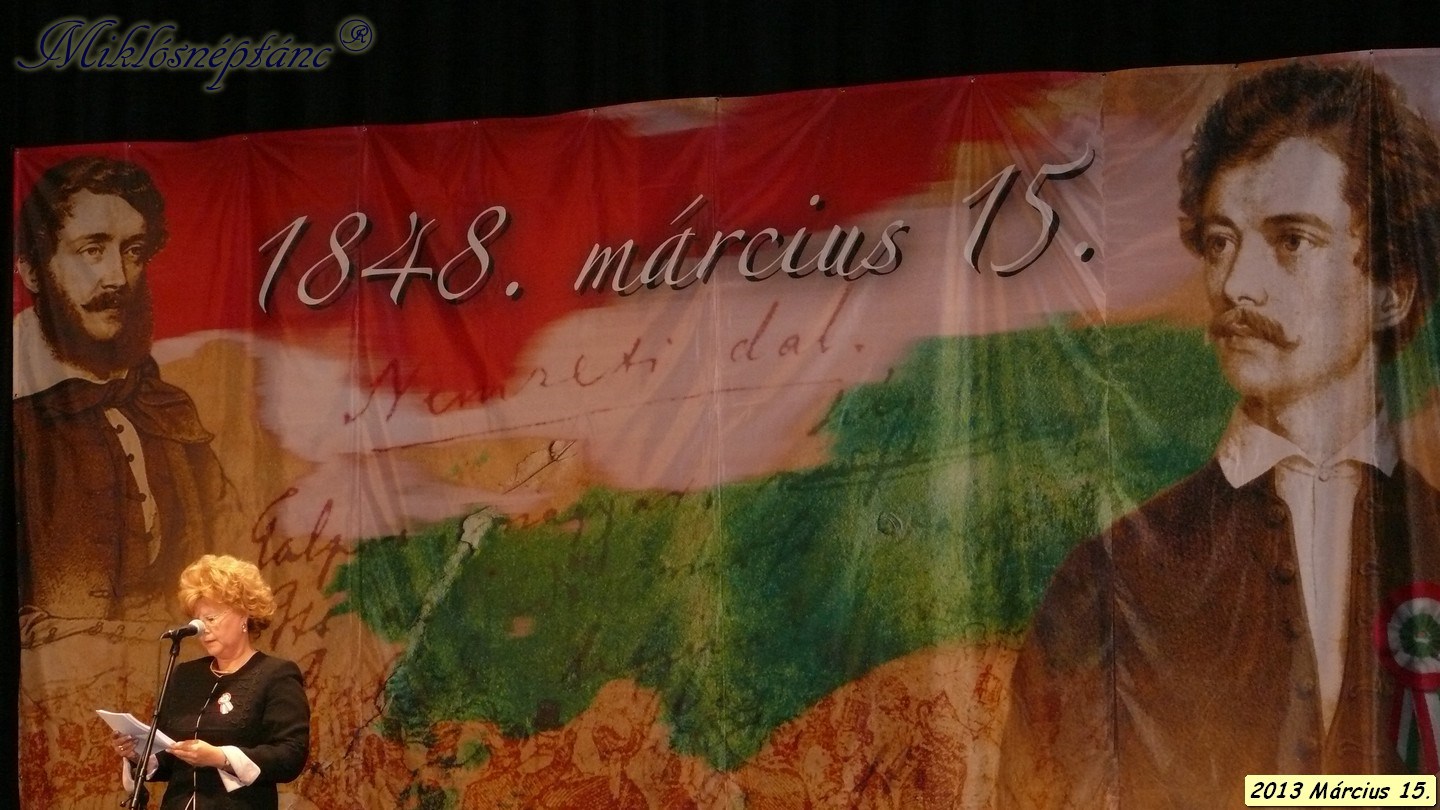 Miklósnéptánc®
1848. március 15.
Nemzeti dal.
2013 Március 15.